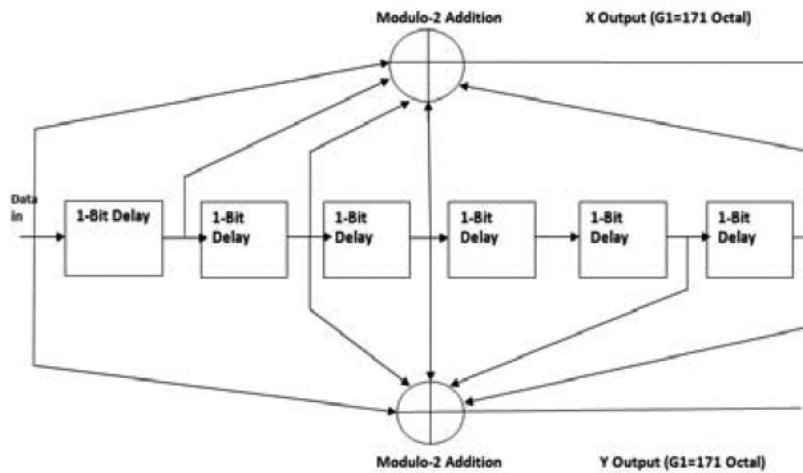 Modulo-2 Addition
X Output (G1=171 Octal)
Data
in
1-Bit Delay
1-Bit
Delay
1-Bit
Delay
1-Bit
Delay
1-Bit
Delay
1-Bit
Delay
Modulo-2 Addition
Y Output (G1=171 Octal)